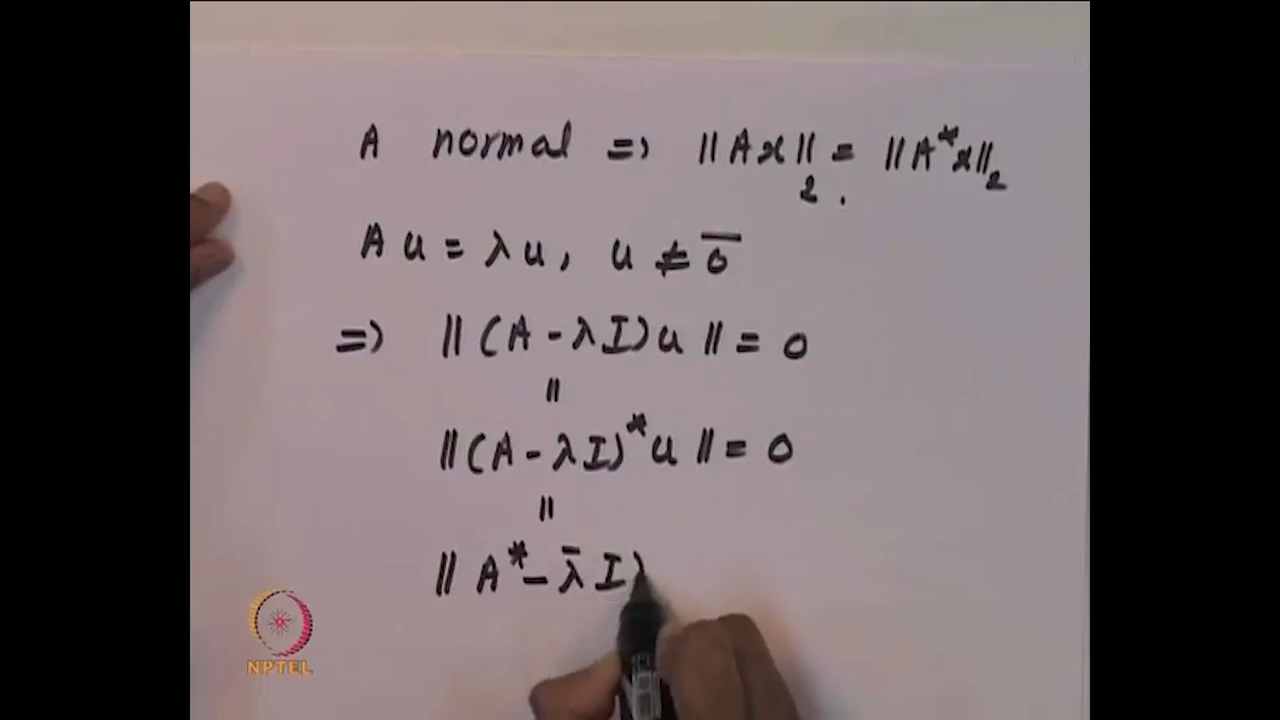 A normal => ||Ax||₂ = ||A*x||₂.
Au = λu, u ≠ 0̅
=> ||(A - λI)u|| = 0
||
||(A - λI)*u|| = 0
||
||A* - λ̅I)
NPTEL